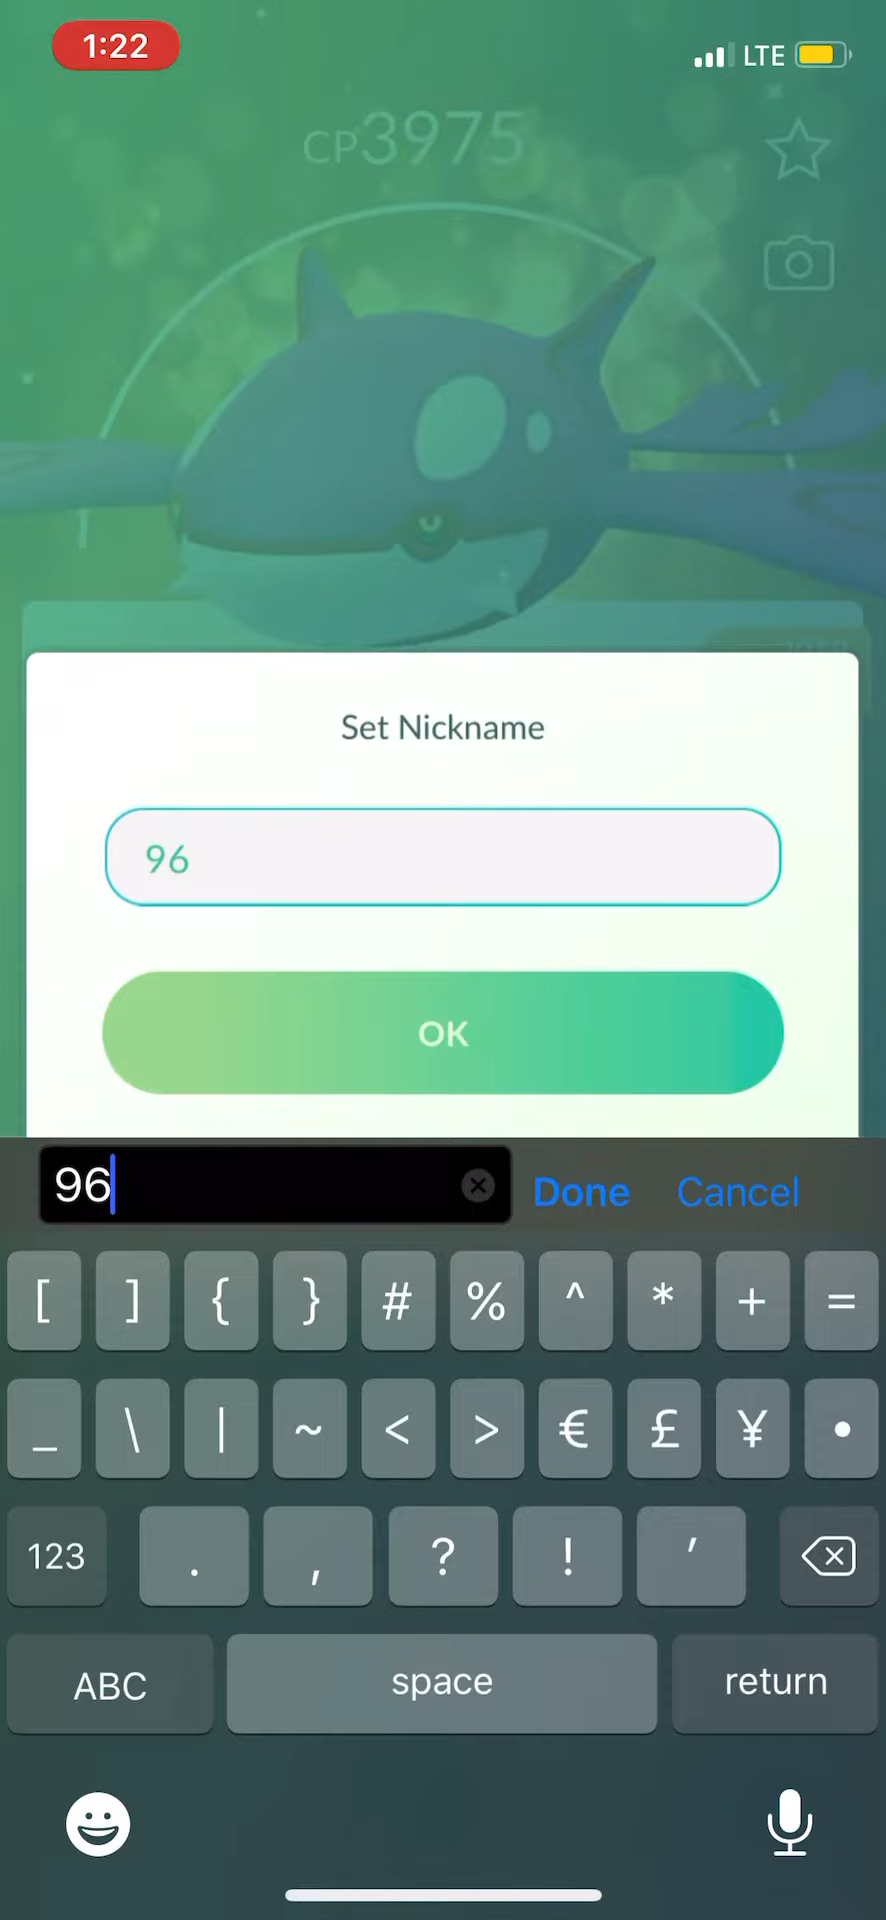 1:22
LTE
CP3975
Set Nickname
96
OK
96
Done Cancel
[ ] { } # % ^ * + =
_ \ | ~ < > € £ ¥ •
123 . , ? ! ′
ABC space return